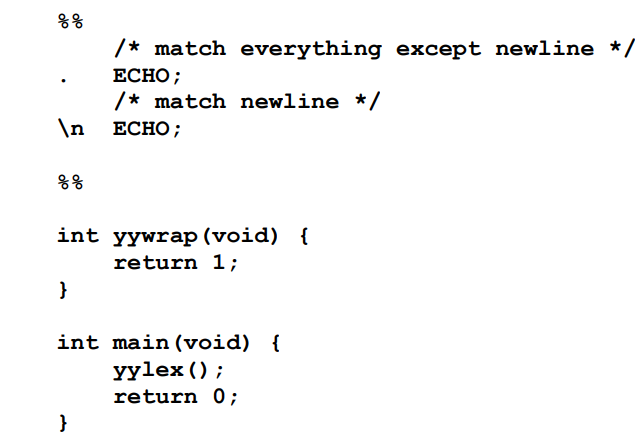 %%
    /* match everything except newline */
.   ECHO;
    /* match newline */
\n  ECHO;

%%

int yywrap(void) {
    return 1;
}

int main(void) {
    yylex();
    return 0;
}